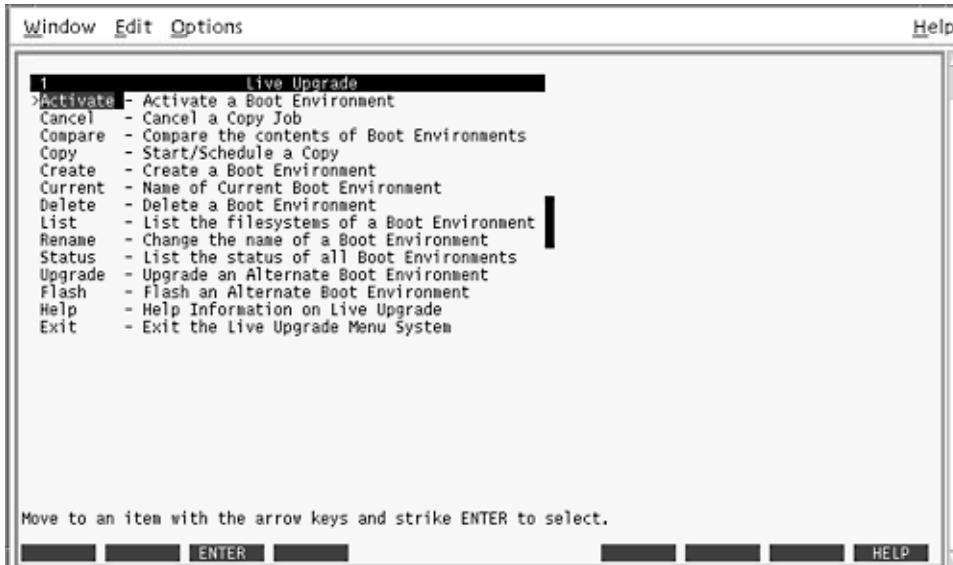 Window Edit Options Help
1 Live Upgrade
>Activate - Activate a Boot Environment
Cancel - Cancel a Copy Job
Compare - Compare the contents of Boot Environments
Copy - Start/Schedule a Copy
Create - Create a Boot Environment
Current - Name of Current Boot Environment
Delete - Delete a Boot Environment
List - List the filesystems of a Boot Environment
Rename - Change the name of a Boot Environment
Status - List the status of all Boot Environments
Upgrade - Upgrade an Alternate Boot Environment
Flash - Flash an Alternate Boot Environment
Help - Help Information on Live Upgrade
Exit - Exit the Live Upgrade Menu System
Move to an item with the arrow keys and strike ENTER to select.
ENTER HELP